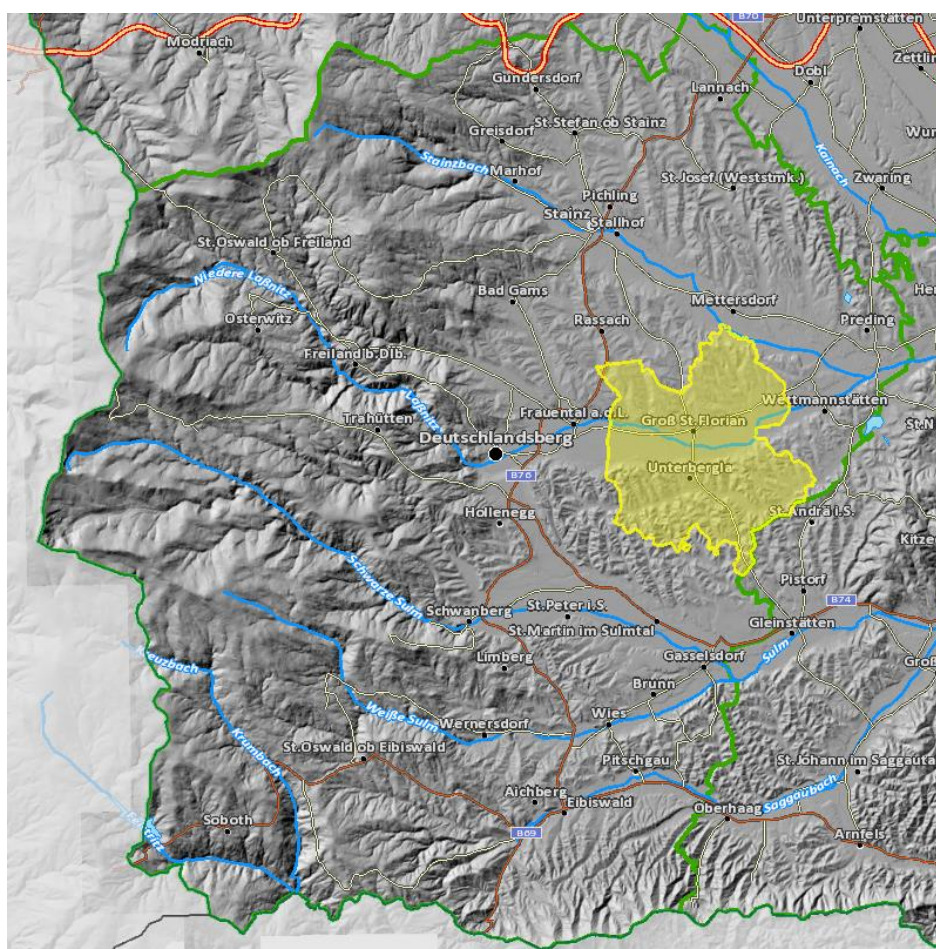 B70
Unterpremstätten
Modriach
Zettlin
Gundersdorf
Dobl
Lannach
St.Stefan ob Stainz
Greisdorf
Wun
Stainzbach
Kainach
Marhof
St.Josef (Weststmk.)
Zwaring
Pichling
Stainz
Stallhof
St.Oswald ob Freiland
Niedere Laßnitz
Bad Gams
Her
Mettersdorf
Osterwitz
Rassach
Preding
Freiland b.Dlb.
Laßnitz
Wettmannstätten
Trahütten
Frauental a.d.L.
Groß St.Florian
St.N
Deutschlandsberg
Unterbergla
B76
Hollenegg
St.Andrä i.S.
Kitzec
Schwarze Sulm
Pistorf
B74
Schwanberg
St.Peter i.S.
St.Martin im Sulmtal
Gleinstätten
Limberg
Gasselsdorf
Sulm
Groß
Brunn
Krumbach
Weiße Sulm
Wernersdorf
Wies
St.Oswald ob Eibiswald
Pitschgau
St.Johann im Saggauta
Aichberg
Eibiswald
Oberhaag
Saggaubach
Soboth
B69
Arnfels